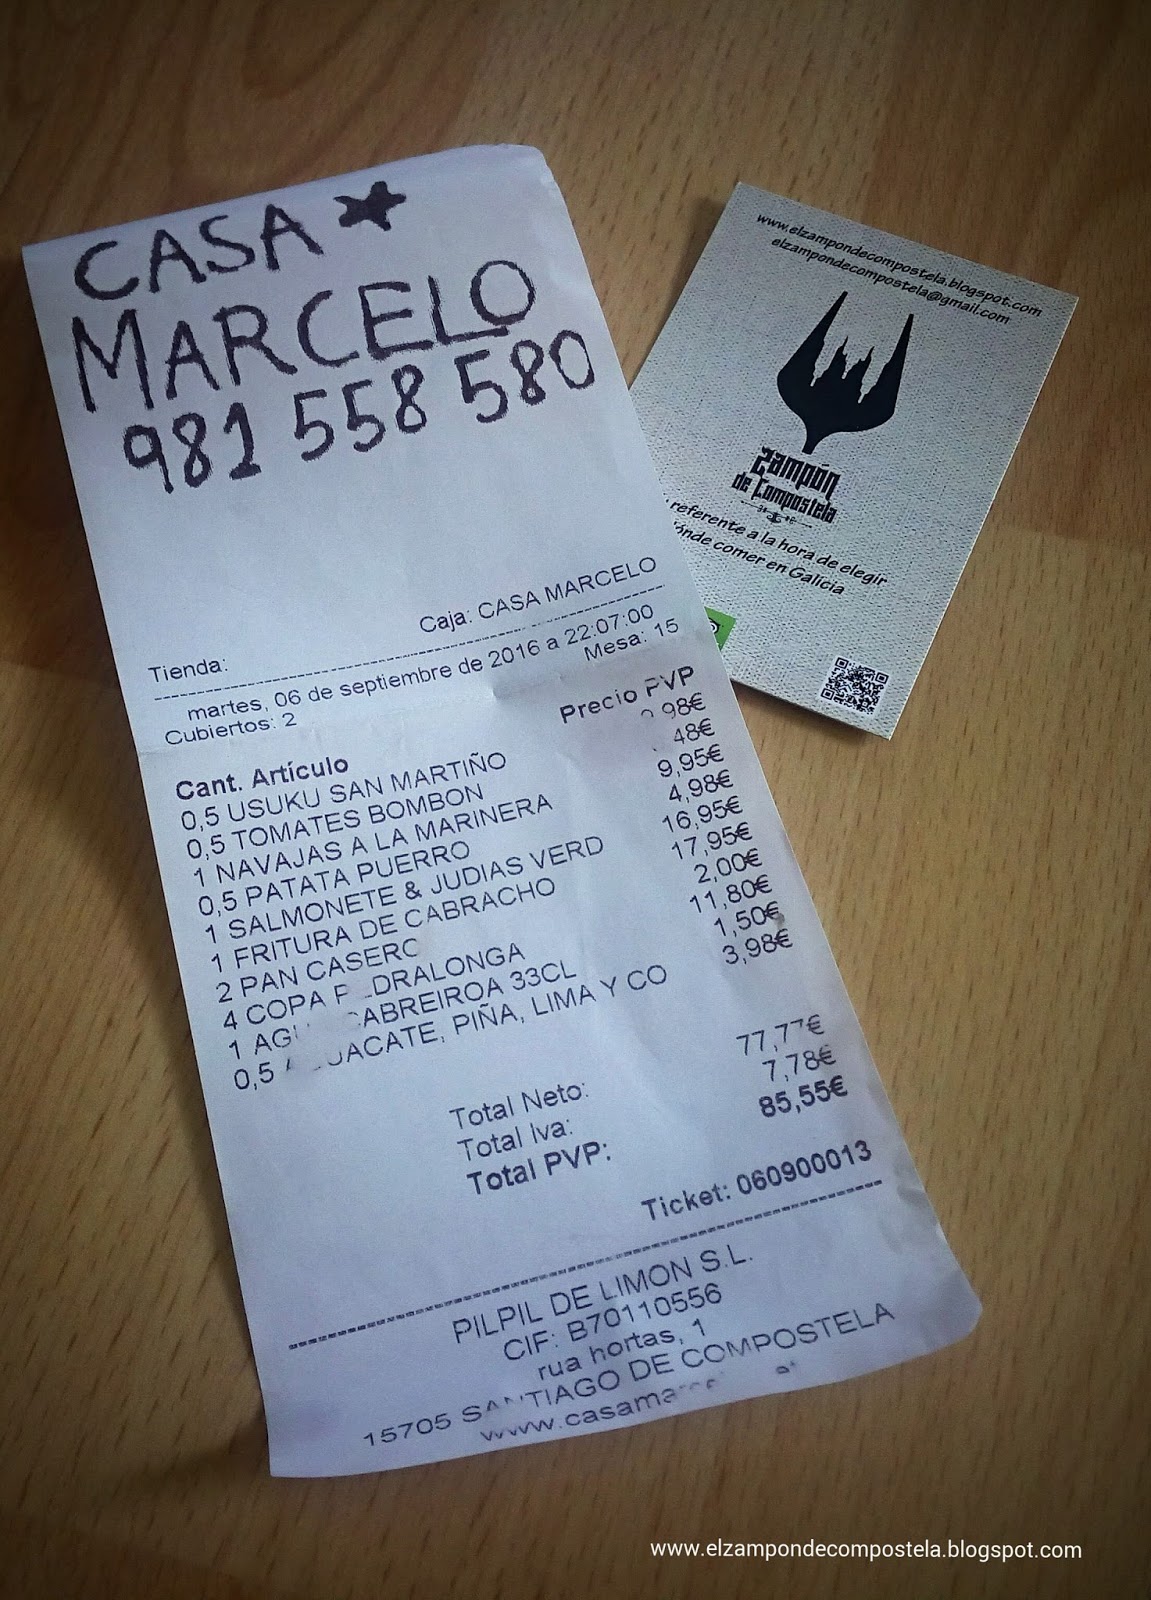 CASA
MARCELO
981 558 580
Tienda: Caja: CASA MARCELO
martes, 06 de septiembre de 2016 a 22:07:00
Cubiertos: 2 Mesa: 15
Cant. Artículo Precio PVP
0,5 USUKU SAN MARTIÑO
0,5 TOMATES BOMBON
1 NAVAJAS A LA MARINERA 9,95€
0,5 PATATA PUERRO 4,98€
1 SALMONETE & JUDIAS VERD 16,95€
1 FRITURA DE CABRACHO 17,95€
2 PAN CASERO 2,00€
4 COPA 11,80€
1 33CL 1,50€
0,5 PIÑA, LIMA Y CO 3,98€
Total Neto: 77,77€
Total Iva: 7,78€
Total PVP: 85,55€
Ticket: 060900013
PILPIL DE LIMON S.L.
CIF: B70110556
rua hortas, 1
15705 SANTIAGO DE COMPOSTELA
www.elzampondecompostela.blogspot.com
elzampondecompostela@gmail.com
Zampón
de Compostela
referente a la hora de elegir
comer en Galicia
www.elzampondecompostela.blogspot.com